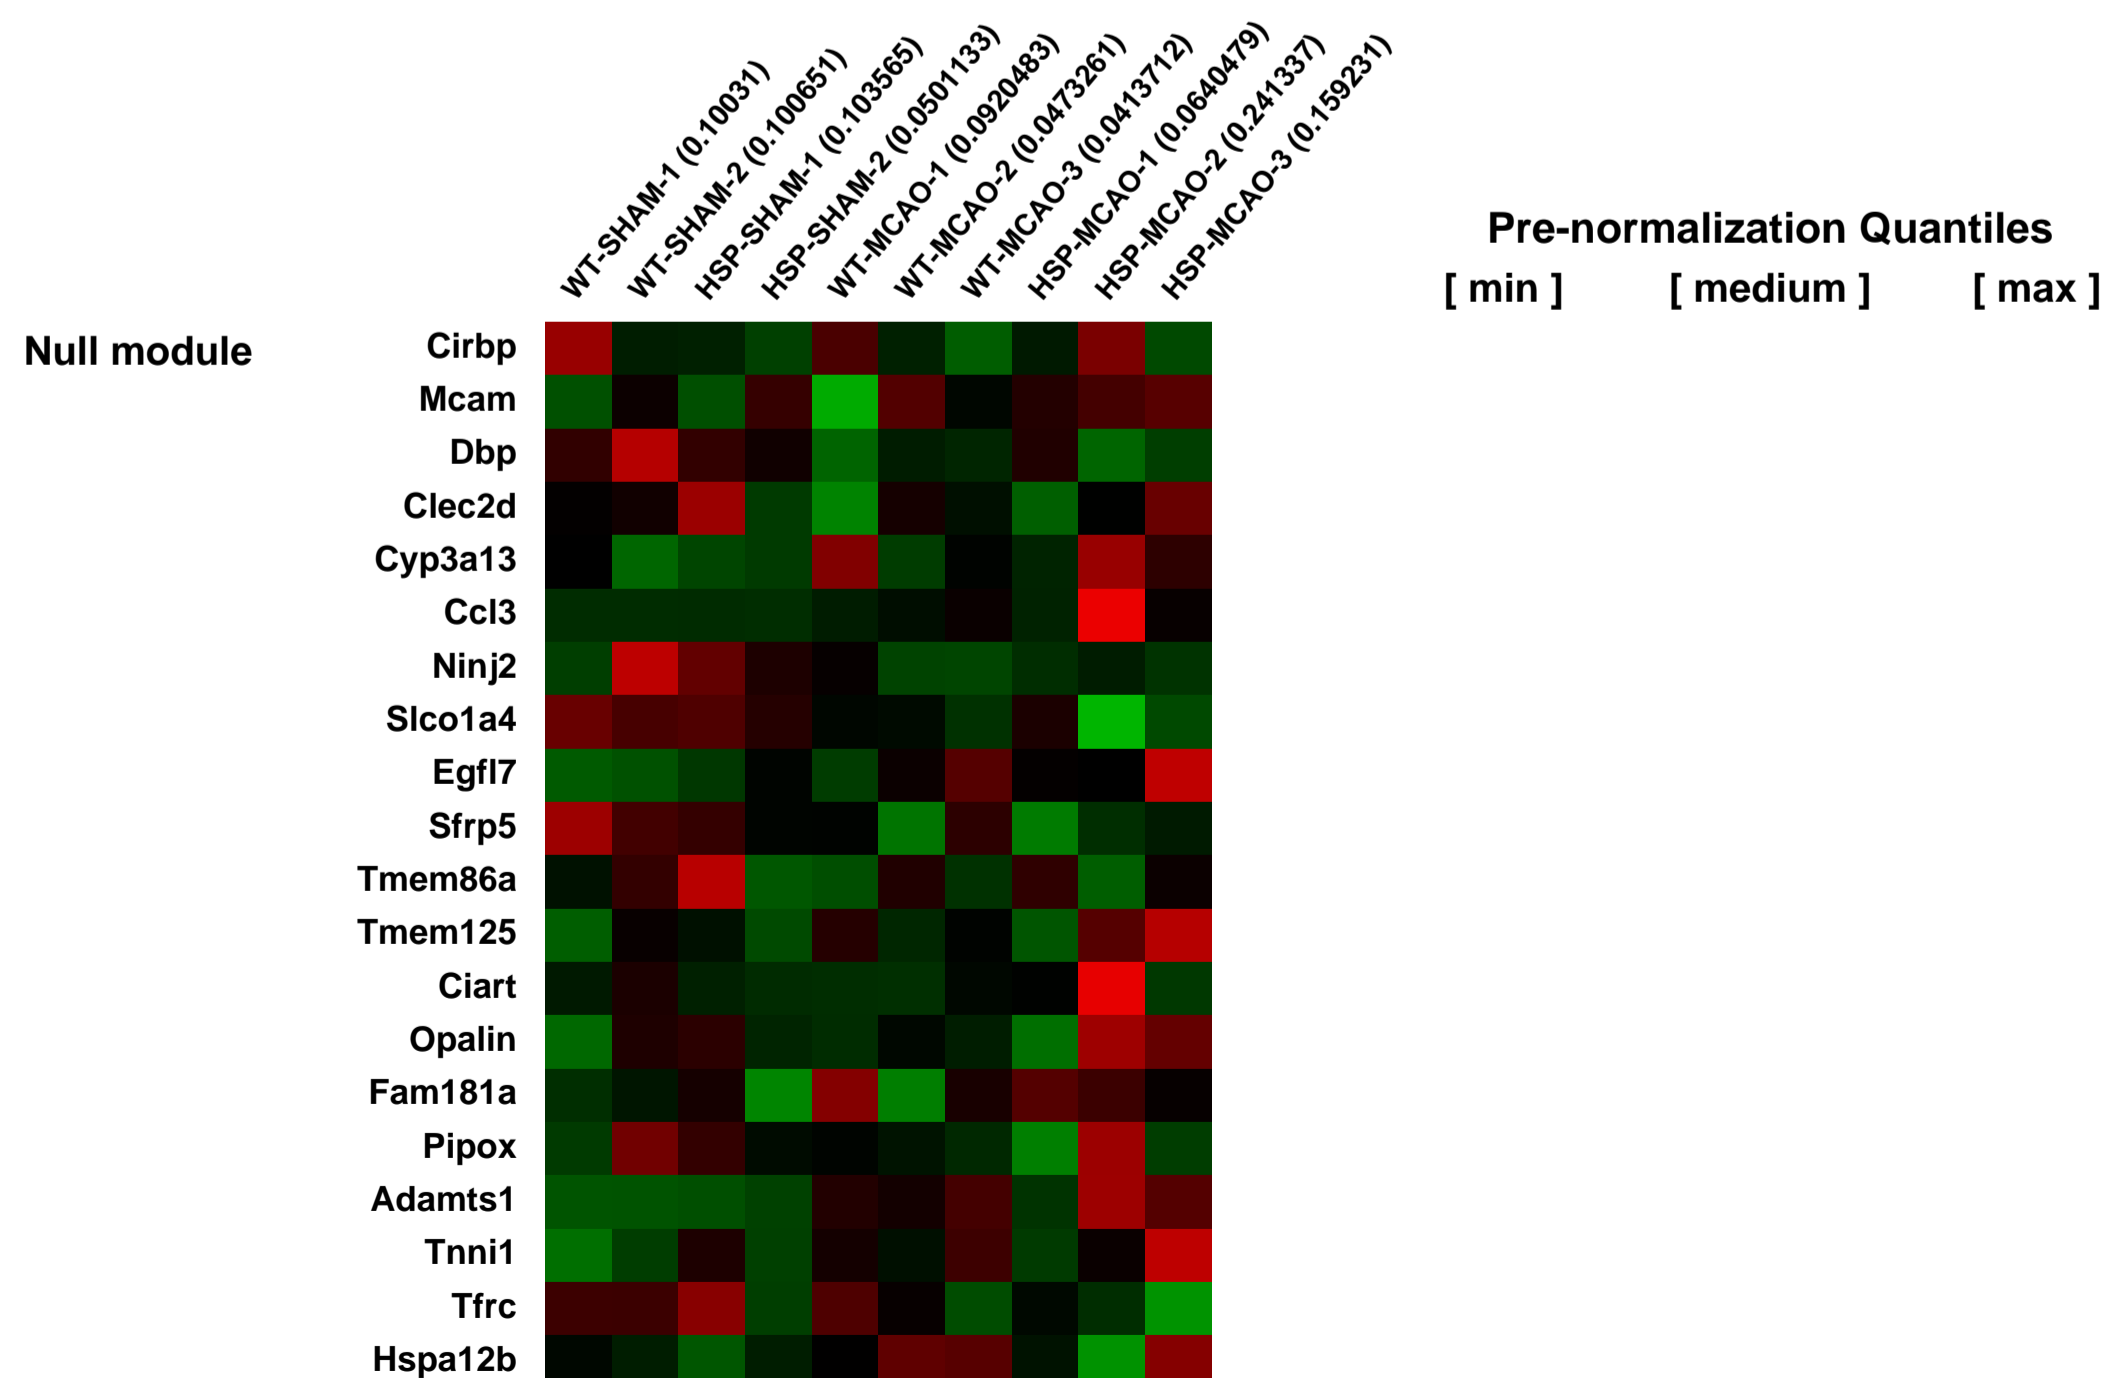 WT-SHAM-1 (0.10031)
WT-SHAM-2 (0.100651)
HSP-SHAM-1 (0.103565)
HSP-SHAM-2 (0.0501133)
WT-MCAO-1 (0.0920483)
WT-MCAO-2 (0.0473261)
WT-MCAO-3 (0.0413712)
HSP-MCAO-1 (0.0640479)
HSP-MCAO-2 (0.241337)
HSP-MCAO-3 (0.159231)
Pre-normalization Quantiles
[ min ] [ medium ] [ max ]
Null module
Cirbp
Mcam
Dbp
Clec2d
Cyp3a13
Ccl3
Ninj2
Slco1a4
Egfl7
Sfrp5
Tmem86a
Tmem125
Ciart
Opalin
Fam181a
Pipox
Adamts1
Tnni1
Tfrc
Hspa12b